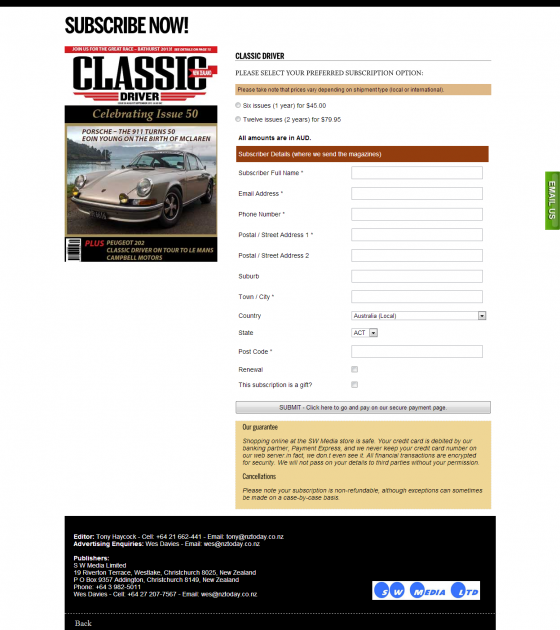 SUBSCRIBE NOW!
JOIN US FOR THE GREAT RACE - BATHURST 2013!
CLASSIC
NEW ZEALAND
DRIVER
Celebrating Issue 50
PORSCHE – THE 911 TURNS 50
EOIN YOUNG ON THE BIRTH OF MCLAREN
PLUS PEUGEOT 202
CLASSIC DRIVER ON TOUR TO LE MANS
CAMPBELL MOTORS
CLASSIC DRIVER
PLEASE SELECT YOUR PREFERRED SUBSCRIPTION OPTION:
Please take note that prices vary depending on shipment type (local or international).
Six issues (1 year) for $45.00
Twelve issues (2 years) for $79.95
All amounts are in AUD.
Subscriber Details (where we send the magazines)
Subscriber Full Name *
Email Address *
Phone Number *
Postal / Street Address 1 *
Postal / Street Address 2
Suburb
Town / City *
Country Australia (Local)
State ACT
Post Code *
Renewal
This subscription is a gift?
SUBMIT - Click here to go and pay on our secure payment page.
Our guarantee
Shopping online at the SW Media store is safe. Your credit card is debited by our
banking partner, Payment Express, and we never keep your credit card number on
our web server in fact, we don,t even see it. All financial transactions are encrypted
for security. We will not pass on your details to third parties without your permission.
Cancellations
Please note your subscription is non-refundable, although exceptions can sometimes
be made on a case-by-case basis.
EMAIL US
Editor: Tony Haycock - Cell: +64 21 662-441 - Email: tony@nztoday.co.nz
Advertising Enquiries: Wes Davies - Email: wes@nztoday.co.nz
Publishers:
S W Media Limited
19 Riverton Terrace, Westlake, Christchurch 8025, New Zealand
P O Box 9357 Addington, Christchurch 8149, New Zealand
Phone: +64 3 982-5011
Wes Davies - Cell: +64 27 207-7567 - Email: wes@nztoday.co.nz
SW MEDIA LTD
Back